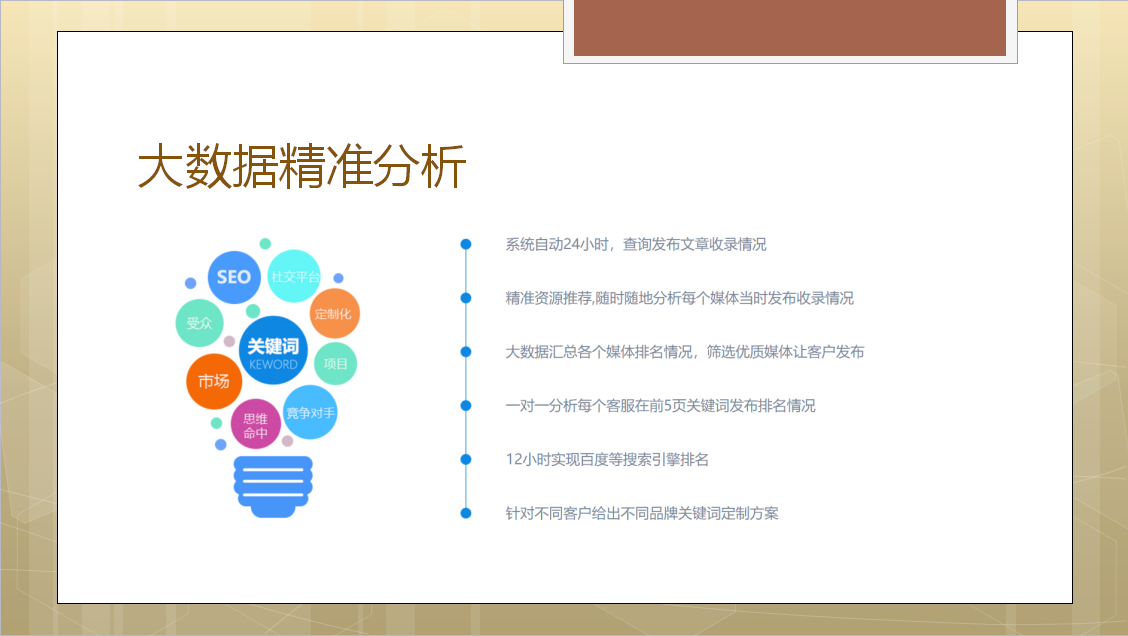 大数据精准分析
SEO
社交平台
定制化
受众
关键词
KEWORD
项目
市场
竞争对手
思维
命中
系统自动24小时，查询发布文章收录情况
精准资源推荐,随时随地分析每个媒体当时发布收录情况
大数据汇总各个媒体排名情况，筛选优质媒体让客户发布
一对一分析每个客服在前5页关键词发布排名情况
12小时实现百度等搜索引擎排名
针对不同客户给出不同品牌关键词定制方案